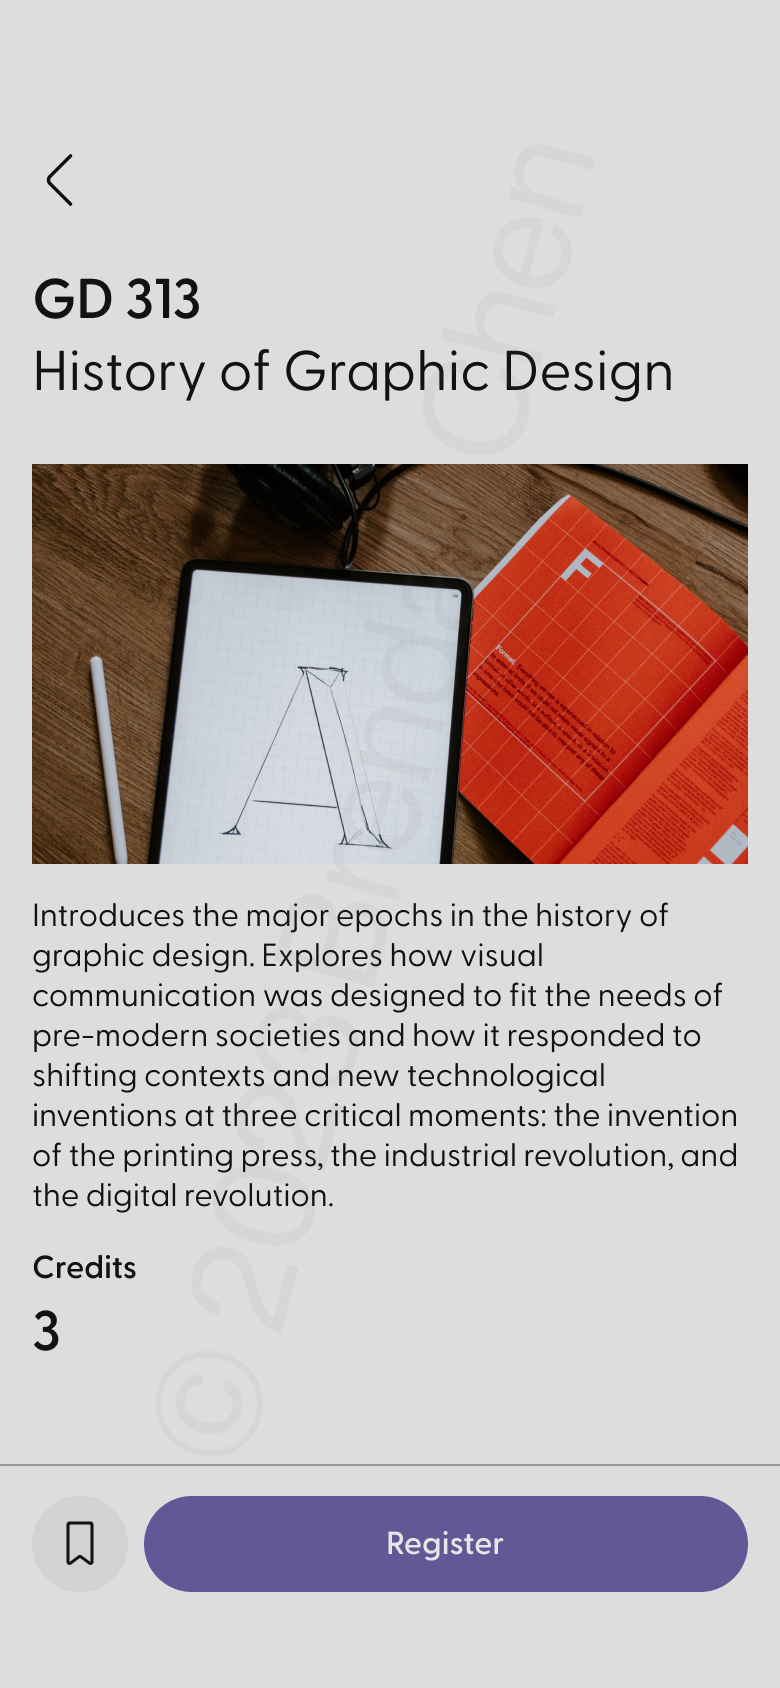 GD 313
History of Graphic Design
A
F
Format.
Introduces the major epochs in the history of
graphic design. Explores how visual
communication was designed to fit the needs of
pre-modern societies and how it responded to
shifting contexts and new technological
inventions at three critical moments: the invention
of the printing press, the industrial revolution, and
the digital revolution.
Credits
3
Register
© 2023 Brenda Chen